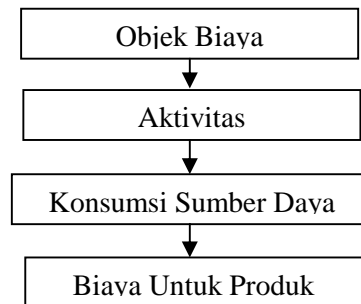 Objek Biaya
Aktivitas
Konsumsi Sumber Daya
Biaya Untuk Produk